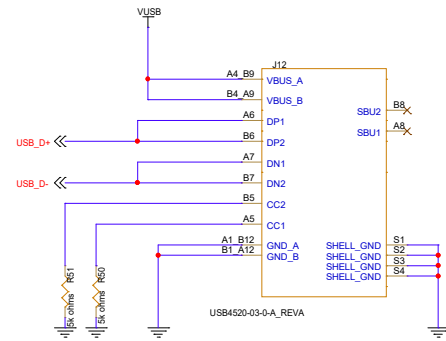 VUSB
J12
A4_B9 VBUS_A
B4_A9 VBUS_B
SBU2 B8
A6 DP1
SBU1 A8
USB_D+ B6 DP2
A7 DN1
USB_D- B7 DN2
B5 CC2
A5 CC1
A1_B12 GND_A SHELL_GND S1
B1_A12 GND_B SHELL_GND S2
SHELL_GND S3
SHELL_GND S4
R51
5k ohms
R50
5k ohms
USB4520-03-0-A_REVA